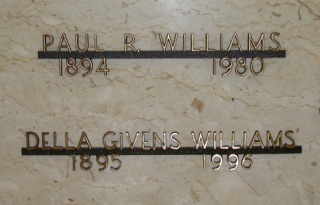 PAUL R. WILLIAMS
1894 1980
DELLA GIVENS WILLIAMS
1895 1996